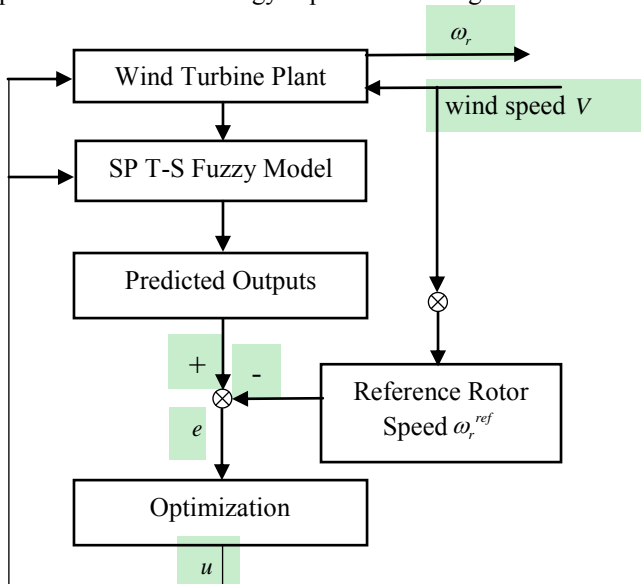 ω_r
Wind Turbine Plant
wind speed V
SP T-S Fuzzy Model
Predicted Outputs
+
-
Reference Rotor
Speed ω_r^ref
e
Optimization
u